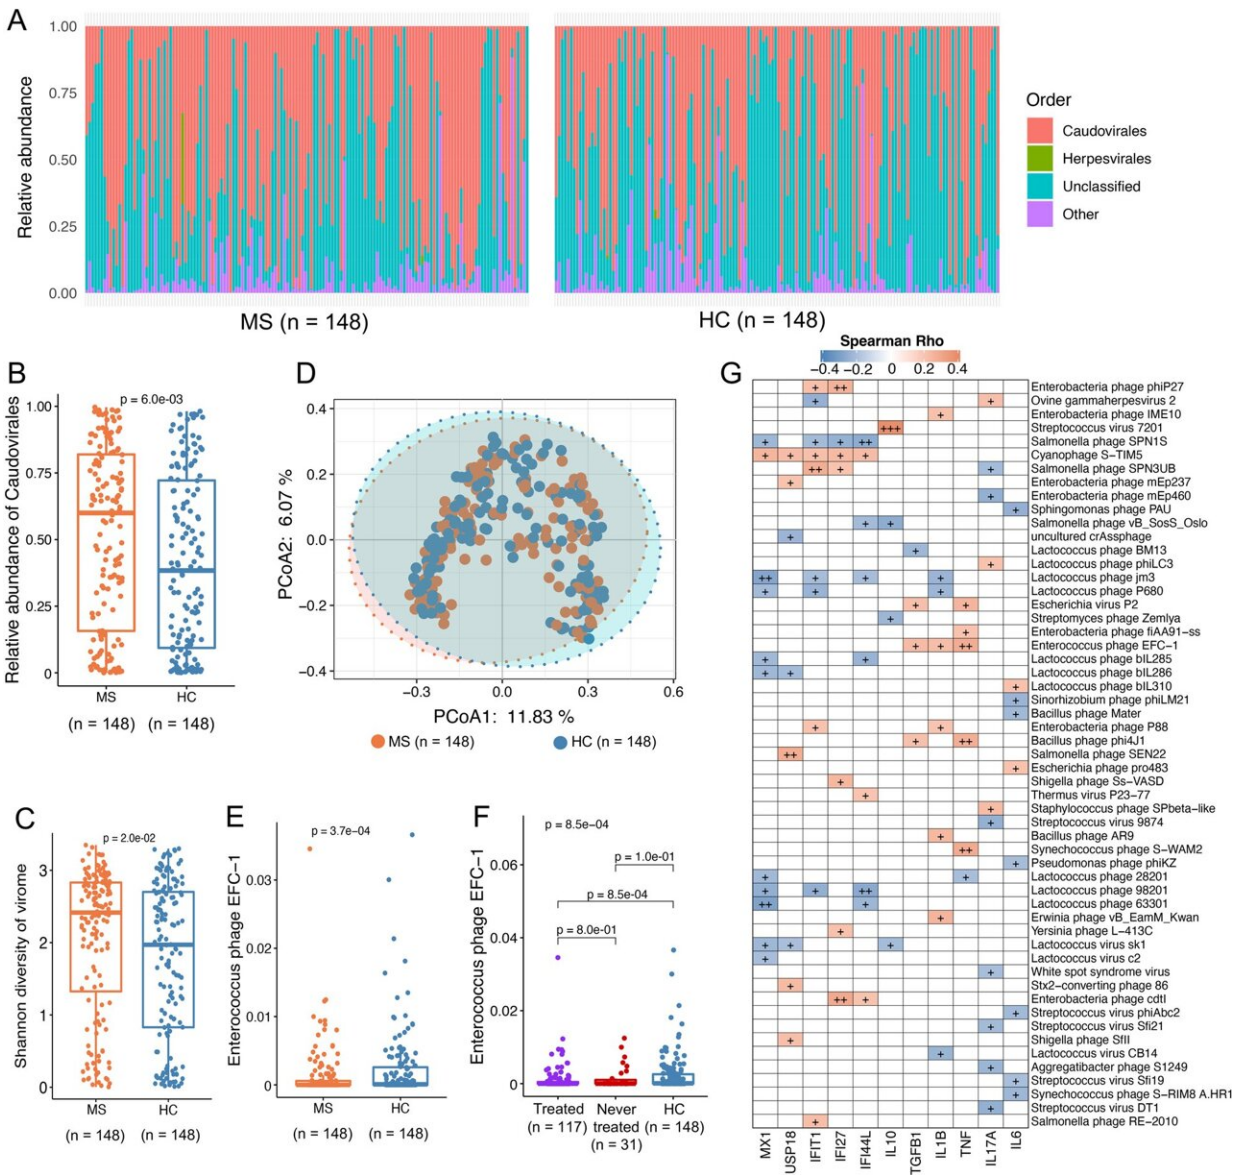 A
Relative abundance
1.00
0.75
0.50
0.25
0.00
MS (n = 148)
HC (n = 148)
Order
Caudovirales
Herpesvirales
Unclassified
Other
B
Relative abundance of Caudovirales
p = 6.0e-03
1.00
0.75
0.50
0.25
0
MS
HC
(n = 148)
(n = 148)
D
PCoA2: 6.07 %
0.4
0.2
0.0
−0.2
−0.4
−0.3
0.0
0.3
0.6
PCoA1: 11.83 %
MS (n = 148)
HC (n = 148)
C
Shannon diversity of virome
p = 2.0e-02
3
2
1
0
MS
HC
(n = 148)
(n = 148)
E
Enterococcus phage EFC−1
p = 3.7e-04
0.03
0.02
0.01
0
MS
HC
(n = 148)
(n = 148)
F
Enterococcus phage EFC−1
p = 8.5e-04
p = 1.0e-01
p = 8.5e-04
p = 8.0e-01
0.06
0.04
0.02
0
Treated
(n = 117)
Never
treated
(n = 31)
HC
(n = 148)
G
Spearman Rho
−0.4 −0.2 0 0.2 0.4
+ ++ Enterobacteria phage phiP27
+ + Ovine gammaherpesvirus 2
+ Enterobacteria phage IME10
+++ Streptococcus virus 7201
+ + + ++ Salmonella phage SPN1S
+ + + + + Cyanophage S−TIM5
++ + + Salmonella phage SPN3UB
+ Enterobacteria phage mEp237
+ Enterobacteria phage mEp460
+ Sphingomonas phage PAU
+ + Salmonella phage vB_SosS_Oslo
+ uncultured crAssphage
+ Lactococcus phage BM13
+ Lactococcus phage phiLC3
++ + + + Lactococcus phage jm3
+ + + Lactococcus phage P680
+ + Escherichia virus P2
+ Streptomyces phage Zemlya
+ Enterobacteria phage fiAA91−ss
+ + ++ Enterococcus phage EFC−1
+ + Lactococcus phage bIL285
+ + Lactococcus phage bIL286
+ Lactococcus phage bIL310
+ Sinorhizobium phage phiLM21
+ Bacillus phage Mater
+ + Enterobacteria phage P88
+ ++ Bacillus phage phi4J1
++ Salmonella phage SEN22
+ Escherichia phage pro483
+ Shigella phage Ss−VASD
+ Thermus virus P23−77
+ Staphylococcus phage SPbeta−like
+ Streptococcus virus 9874
+ Bacillus phage AR9
++ Synechococcus phage S−WAM2
+ Pseudomonas phage phiKZ
+ + Lactococcus phage 28201
+ + ++ Lactococcus phage 98201
++ + Lactococcus phage 63301
+ Erwinia phage vB_EamM_Kwan
+ Yersinia phage L−413C
+ + + Lactococcus virus sk1
+ Lactococcus virus c2
+ White spot syndrome virus
+ Stx2−converting phage 86
++ + Enterobacteria phage cdtI
+ Streptococcus virus phiAbc2
+ Streptococcus virus Sfi21
+ Shigella phage SfII
+ Lactococcus virus CB14
+ Aggregatibacter phage S1249
+ Streptococcus virus Sfi19
+ Synechococcus phage S−RIM8 A.HR1
+ Streptococcus virus DT1
+ Salmonella phage RE−2010
MX1
USP18
IFIT1
IFI27
IFI44L
IL10
TGFB1
IL1B
TNF
IL17A
IL6